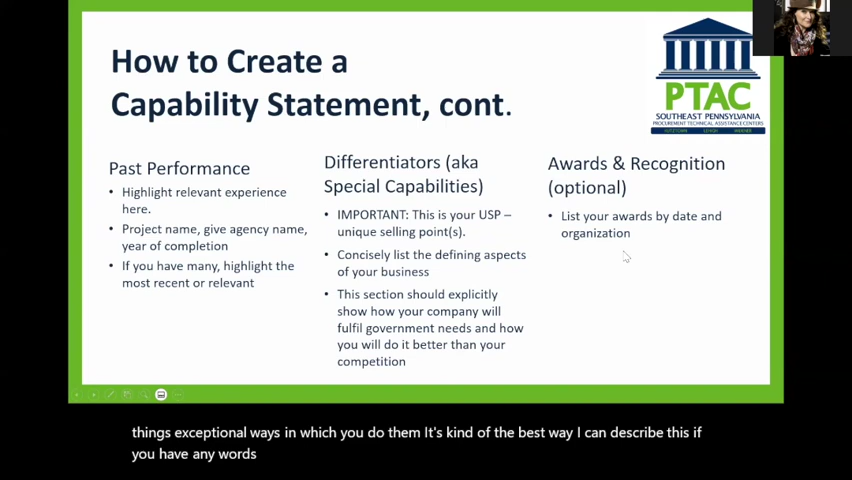 How to Create a
Capability Statement, cont.
PTAC
SOUTHEAST PENNSYLVANIA
PROCUREMENT TECHNICAL ASSISTANCE CENTERS
Past Performance
• Highlight relevant experience
here.
• Project name, give agency name,
year of completion
• If you have many, highlight the
most recent or relevant
Differentiators (aka
Special Capabilities)
• IMPORTANT: This is your USP –
unique selling point(s).
• Concisely list the defining aspects
of your business
• This section should explicitly
show how your company will
fulfil government needs and how
you will do it better than your
competition
Awards & Recognition
(optional)
• List your awards by date and
organization
things exceptional ways in which you do them It's kind of the best way I can describe this if
you have any words